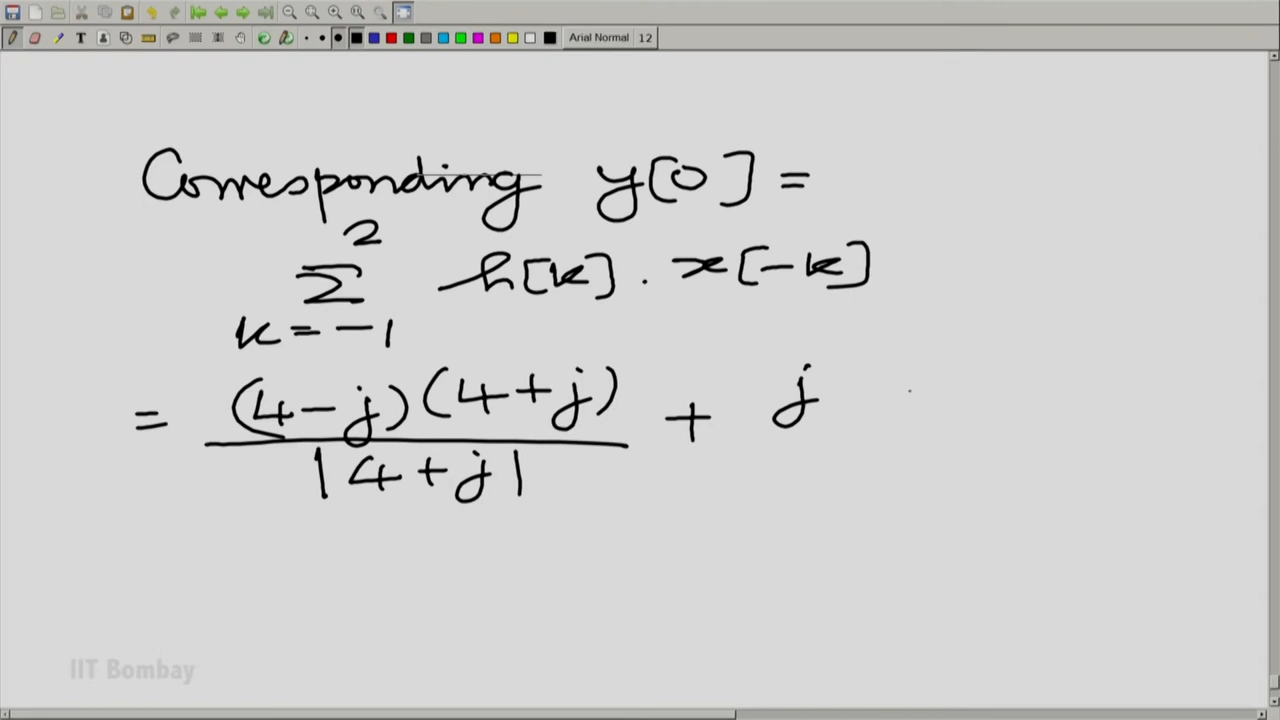 Arial Normal 12
Corresponding y[0] =
2
Σ h[k] . x[-k]
k = -1
= (4-j)(4+j) + j
|4+j|
IIT Bombay